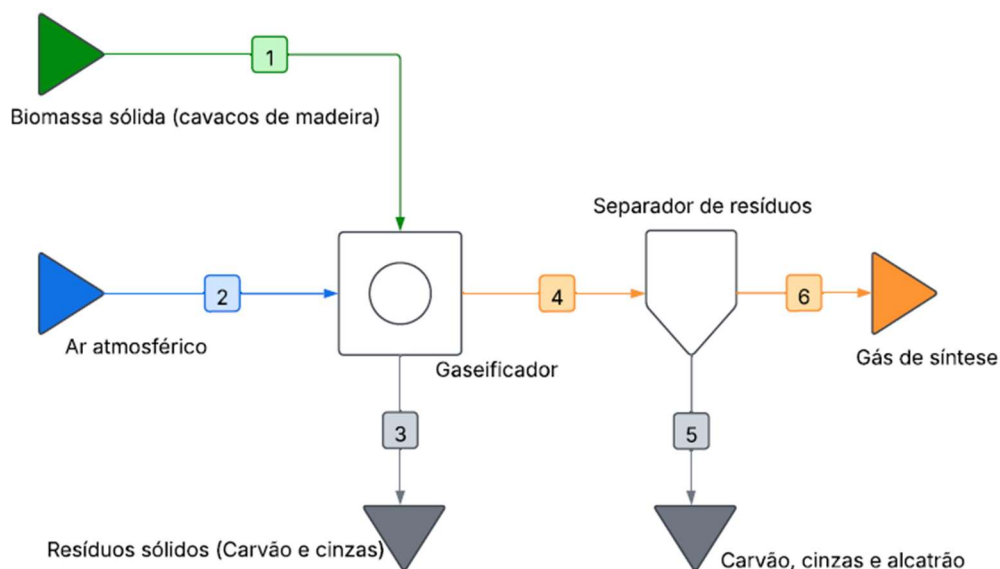 1
Biomassa sólida (cavacos de madeira)
Separador de resíduos
2
4
6
Ar atmosférico
Gaseificador
Gás de síntese
3
5
Resíduos sólidos (Carvão e cinzas)
Carvão, cinzas e alcatrão